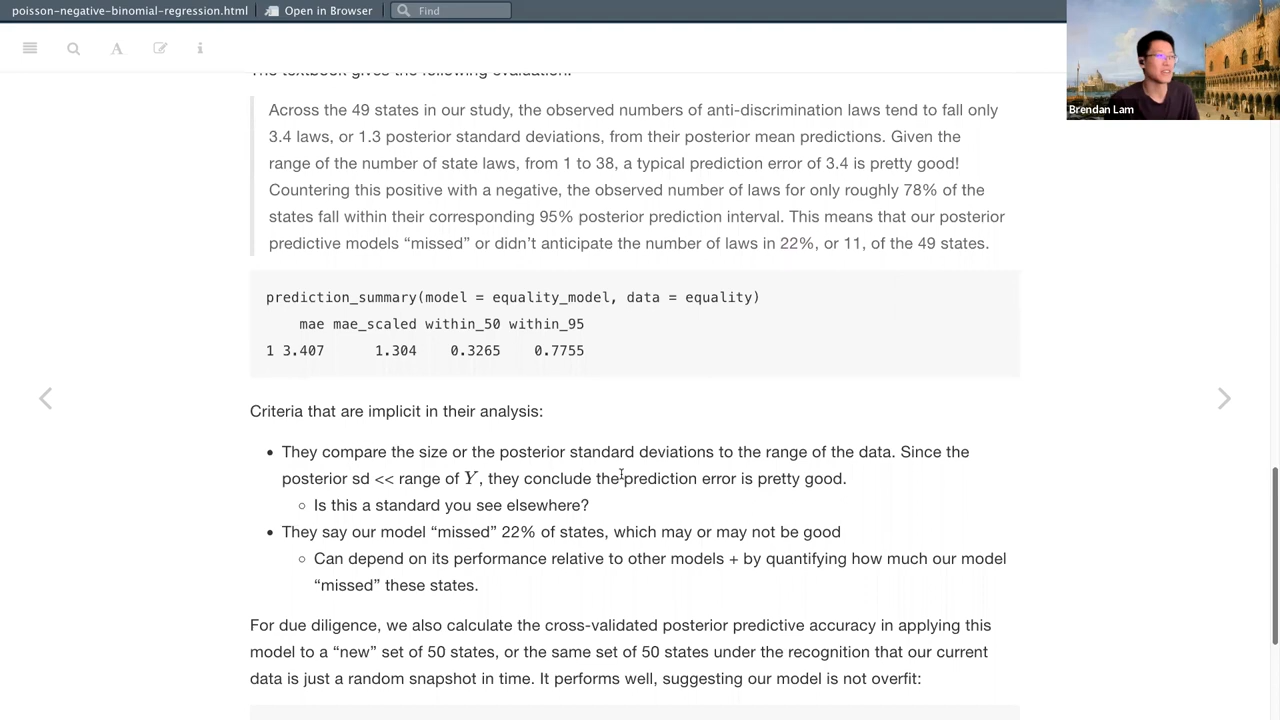 poisson-negative-binomial-regression.html Open in Browser Find
Brendan Lam
The textbook gives the following evaluation:
Across the 49 states in our study, the observed numbers of anti-discrimination laws tend to fall only
3.4 laws, or 1.3 posterior standard deviations, from their posterior mean predictions. Given the
range of the number of state laws, from 1 to 38, a typical prediction error of 3.4 is pretty good!
Countering this positive with a negative, the observed number of laws for only roughly 78% of the
states fall within their corresponding 95% posterior prediction interval. This means that our posterior
predictive models “missed” or didn’t anticipate the number of laws in 22%, or 11, of the 49 states.
prediction_summary(model = equality_model, data = equality)
mae mae_scaled within_50 within_95
1 3.407 1.304 0.3265 0.7755
Criteria that are implicit in their analysis:
• They compare the size or the posterior standard deviations to the range of the data. Since the
posterior sd << range of Y, they conclude the prediction error is pretty good.
○ Is this a standard you see elsewhere?
• They say our model “missed” 22% of states, which may or may not be good
○ Can depend on its performance relative to other models + by quantifying how much our model
“missed” these states.
For due diligence, we also calculate the cross-validated posterior predictive accuracy in applying this
model to a “new” set of 50 states, or the same set of 50 states under the recognition that our current
data is just a random snapshot in time. It performs well, suggesting our model is not overfit: